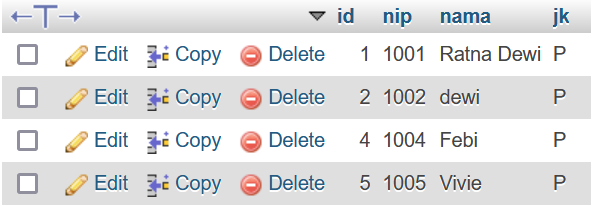 id nip nama jk
Edit Copy Delete 1 1001 Ratna Dewi P
Edit Copy Delete 2 1002 dewi P
Edit Copy Delete 4 1004 Febi P
Edit Copy Delete 5 1005 Vivie P